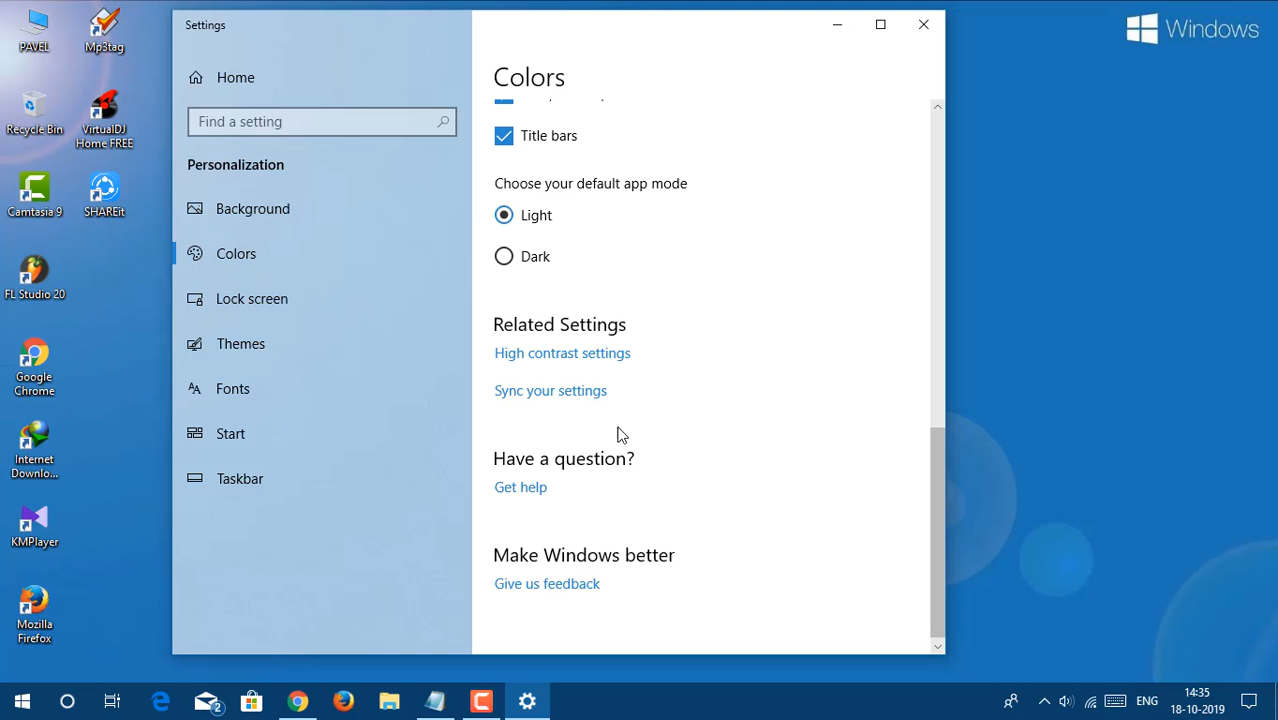 PAVEL
Mp3tag
Recycle Bin
VirtualDJ
Home FREE
Camtasia 9
SHAREit
FL Studio 20
Google
Chrome
Internet
Downlo...
KMPlayer
Mozilla
Firefox
Settings
Home
Find a setting
Personalization
Background
Colors
Lock screen
Themes
Fonts
Start
Taskbar
Colors
Title bars
Choose your default app mode
Light
Dark
Related Settings
High contrast settings
Sync your settings
Have a question?
Get help
Make Windows better
Give us feedback
Windows
2
ENG
14:35
18-10-2019